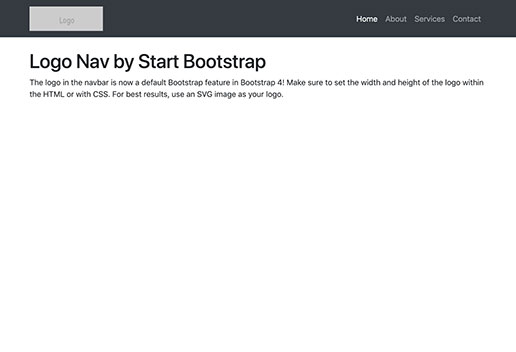 Logo
Home About Services Contact
Logo Nav by Start Bootstrap
The logo in the navbar is now a default Bootstrap feature in Bootstrap 4! Make sure to set the width and height of the logo within
the HTML or with CSS. For best results, use an SVG image as your logo.